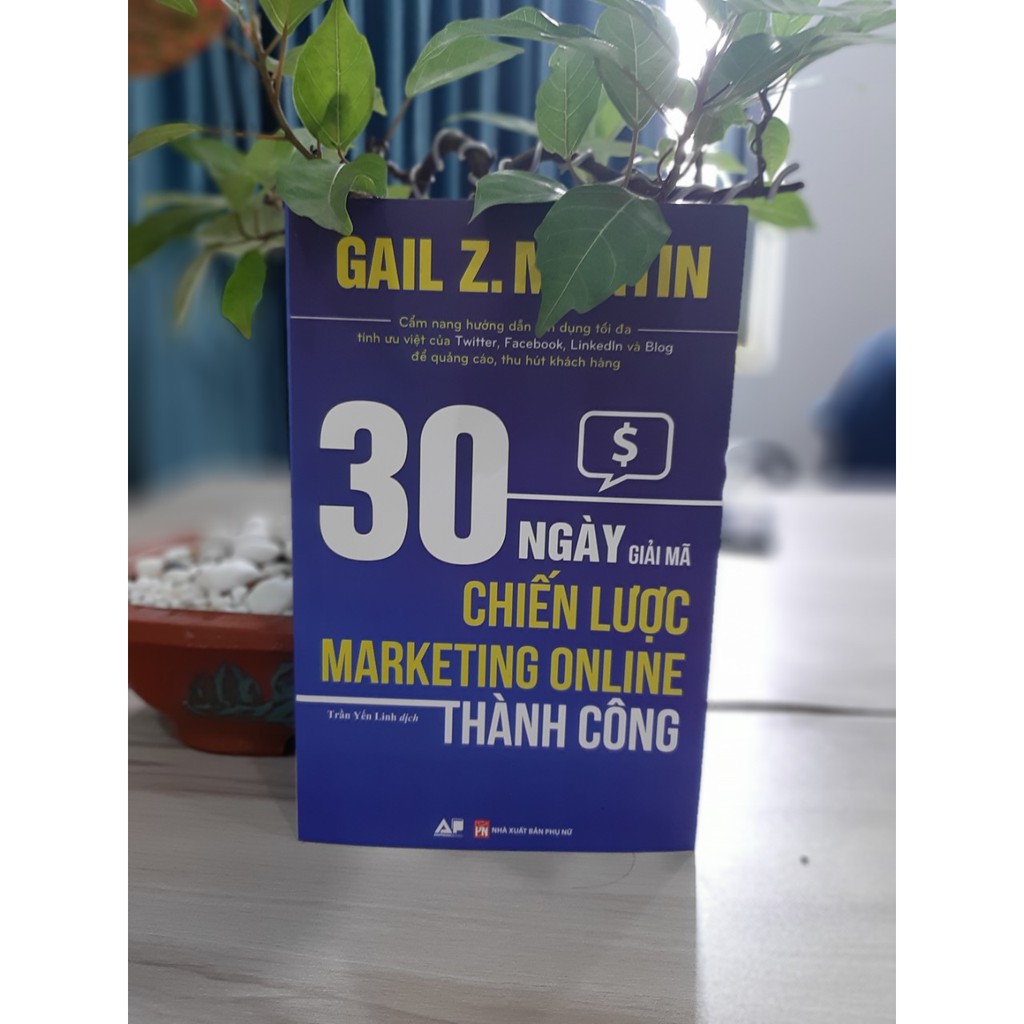 GAIL Z.
Cẩm nang hướng dẫn dụng tối đa
tính ưu việt của Twitter, Facebook, LinkedIn và Blog
để quảng cáo, thu hút khách hàng
$
30
NGÀY GIẢI MÃ
CHIẾN LƯỢC
MARKETING ONLINE
THÀNH CÔNG
Trần Yến Linh dịch
AP
PN NHÀ XUẤT BẢN PHỤ NỮ